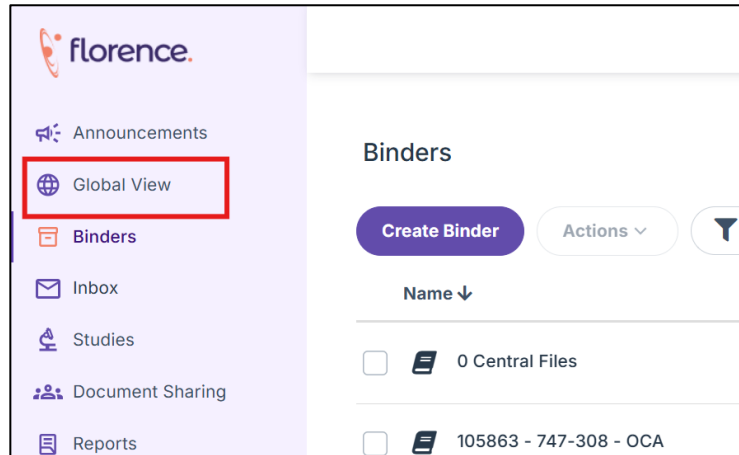 florence.
Announcements
Global View
Binders
Inbox
Studies
Document Sharing
Reports
Binders
Create Binder
Actions
Name
0 Central Files
105863 - 747-308 - OCA